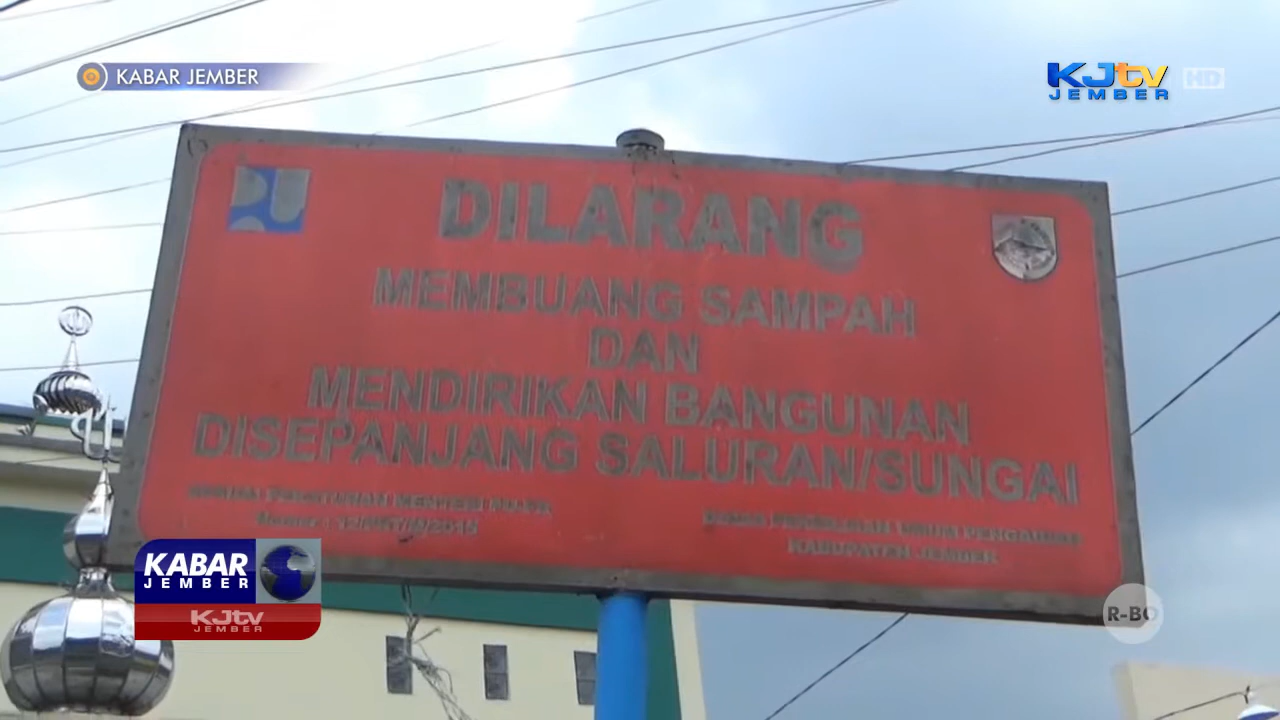 KABAR JEMBER
KJtv
JEMBER
HD
DILARANG
MEMBUANG SAMPAH
DAN
MENDIRIKAN BANGUNAN
DISEPANJANG SALURAN/SUNGAI
KABUPATEN JEMBER
KABAR
JEMBER
KJtv
JEMBER
R-BO